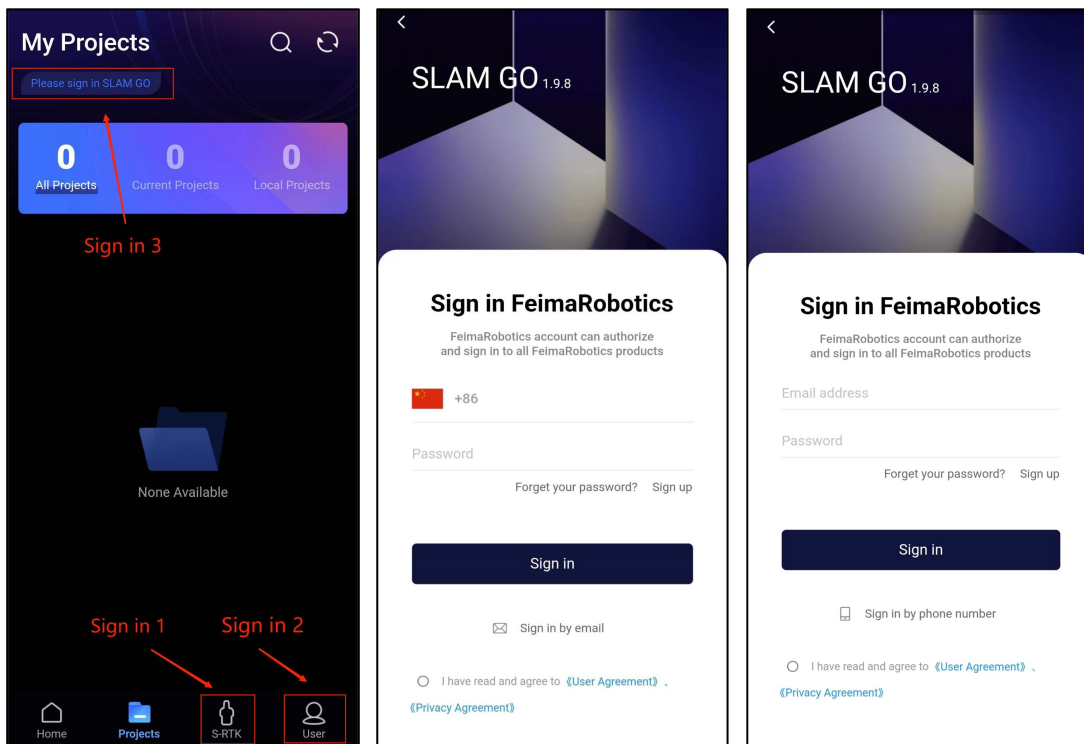 My Projects
Please sign in SLAM GO
0 0 0
All Projects Current Projects Local Projects
Sign in 3
None Available
Sign in 1 Sign in 2
Home Projects S-RTK User
SLAM GO 1.9.8
Sign in FeimaRobotics
FeimaRobotics account can authorize
and sign in to all FeimaRobotics products
+86
Password
Forget your password? Sign up
Sign in
Sign in by email
I have read and agree to 《User Agreement》 、
《Privacy Agreement》
SLAM GO 1.9.8
Sign in FeimaRobotics
FeimaRobotics account can authorize
and sign in to all FeimaRobotics products
Email address
Password
Forget your password? Sign up
Sign in
Sign in by phone number
I have read and agree to 《User Agreement》 、
《Privacy Agreement》